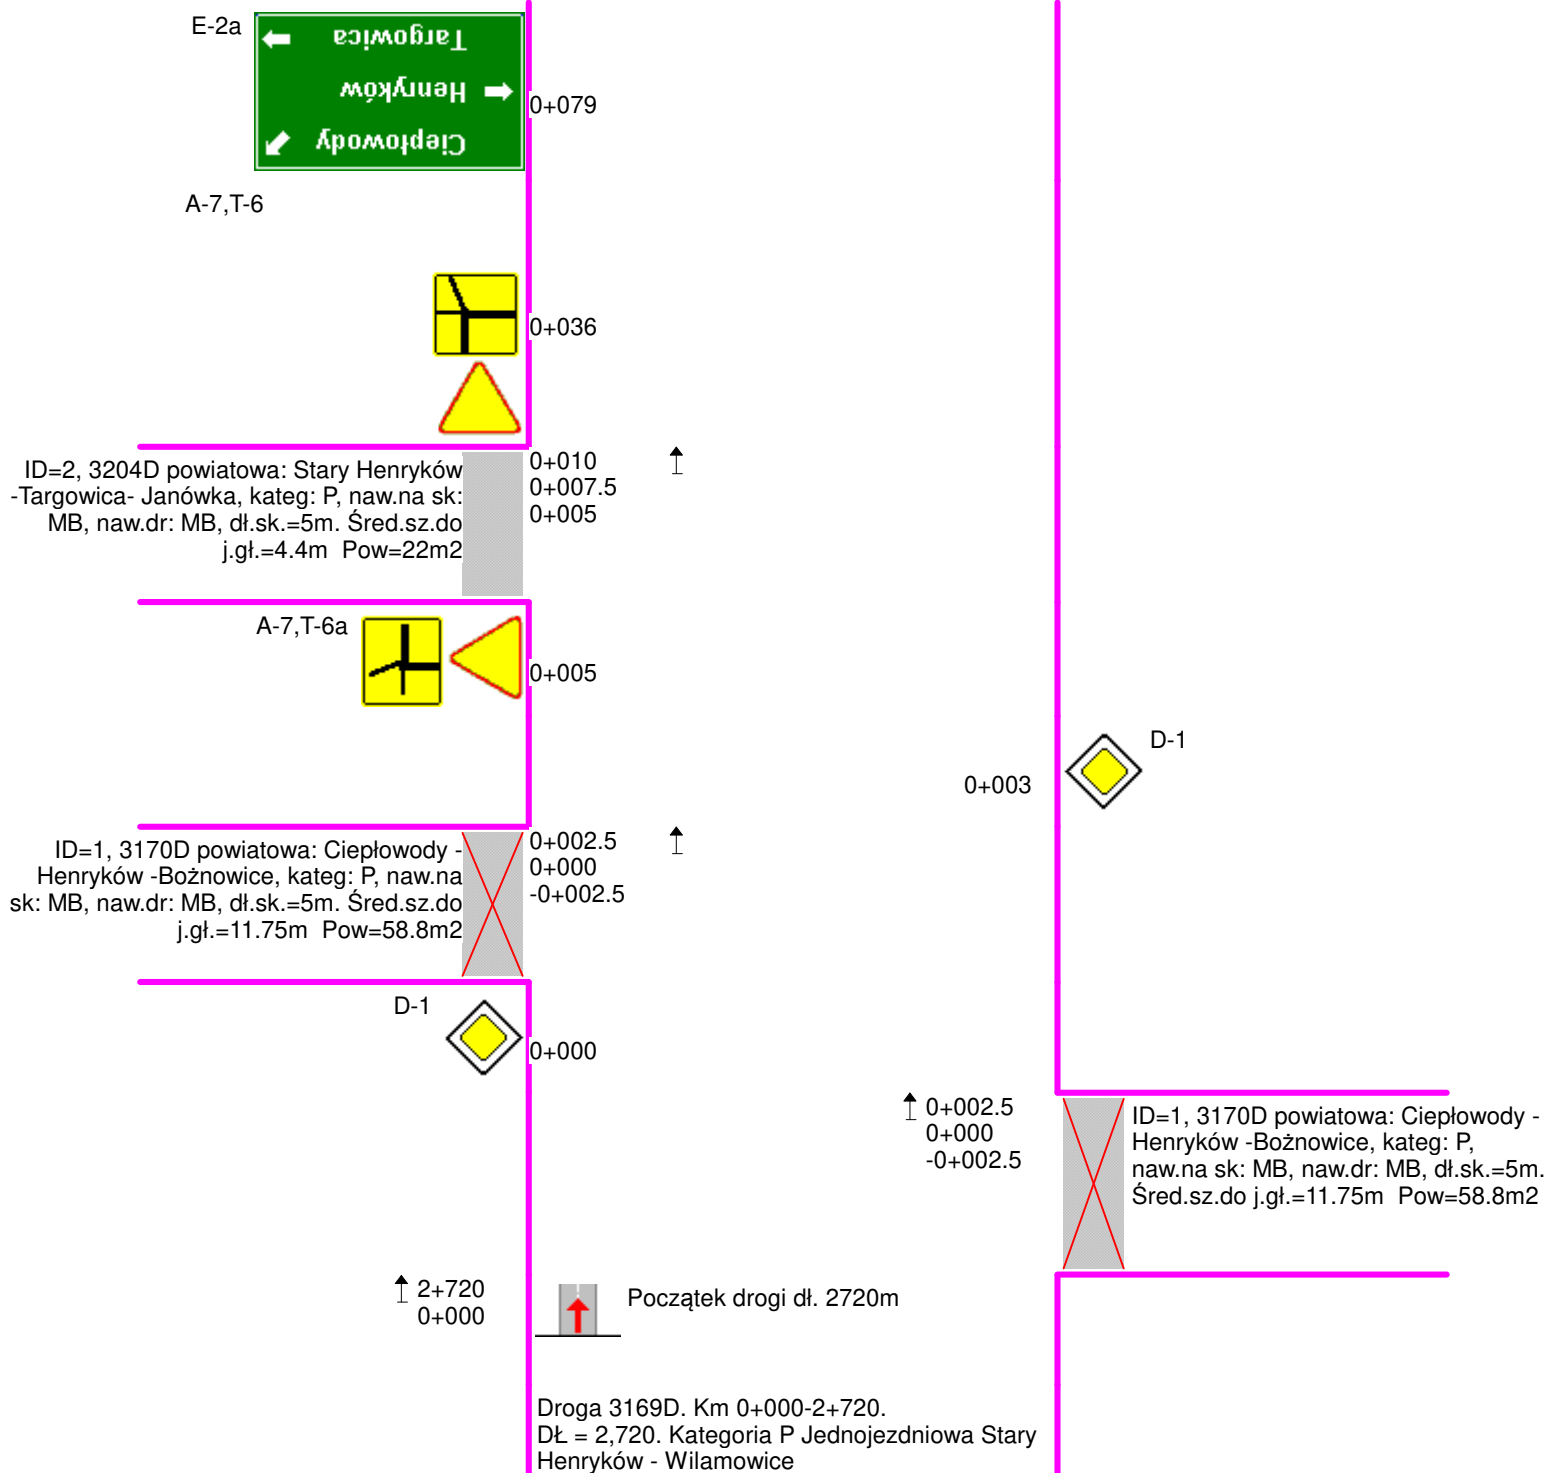 E-2a
Targowica
Henryków
Ciepłowody
0+079
A-7,T-6
0+036
ID=2, 3204D powiatowa: Stary Henryków
-Targowica- Janówka, kateg: P, naw.na sk:
MB, naw.dr: MB, dł.sk.=5m. Śred.sz.do
j.gł.=4.4m Pow=22m2
0+010
0+007.5
0+005
A-7,T-6a
0+005
D-1
0+003
ID=1, 3170D powiatowa: Ciepłowody -
Henryków -Bożnowice, kateg: P, naw.na
sk: MB, naw.dr: MB, dł.sk.=5m. Śred.sz.do
j.gł.=11.75m Pow=58.8m2
0+002.5
0+000
-0+002.5
D-1
0+000
0+002.5
0+000
-0+002.5
ID=1, 3170D powiatowa: Ciepłowody -
Henryków -Bożnowice, kateg: P,
naw.na sk: MB, naw.dr: MB, dł.sk.=5m.
Śred.sz.do j.gł.=11.75m Pow=58.8m2
2+720
0+000
Początek drogi dł. 2720m
Droga 3169D. Km 0+000-2+720.
DŁ = 2,720. Kategoria P Jednojezdniowa Stary
Henryków - Wilamowice